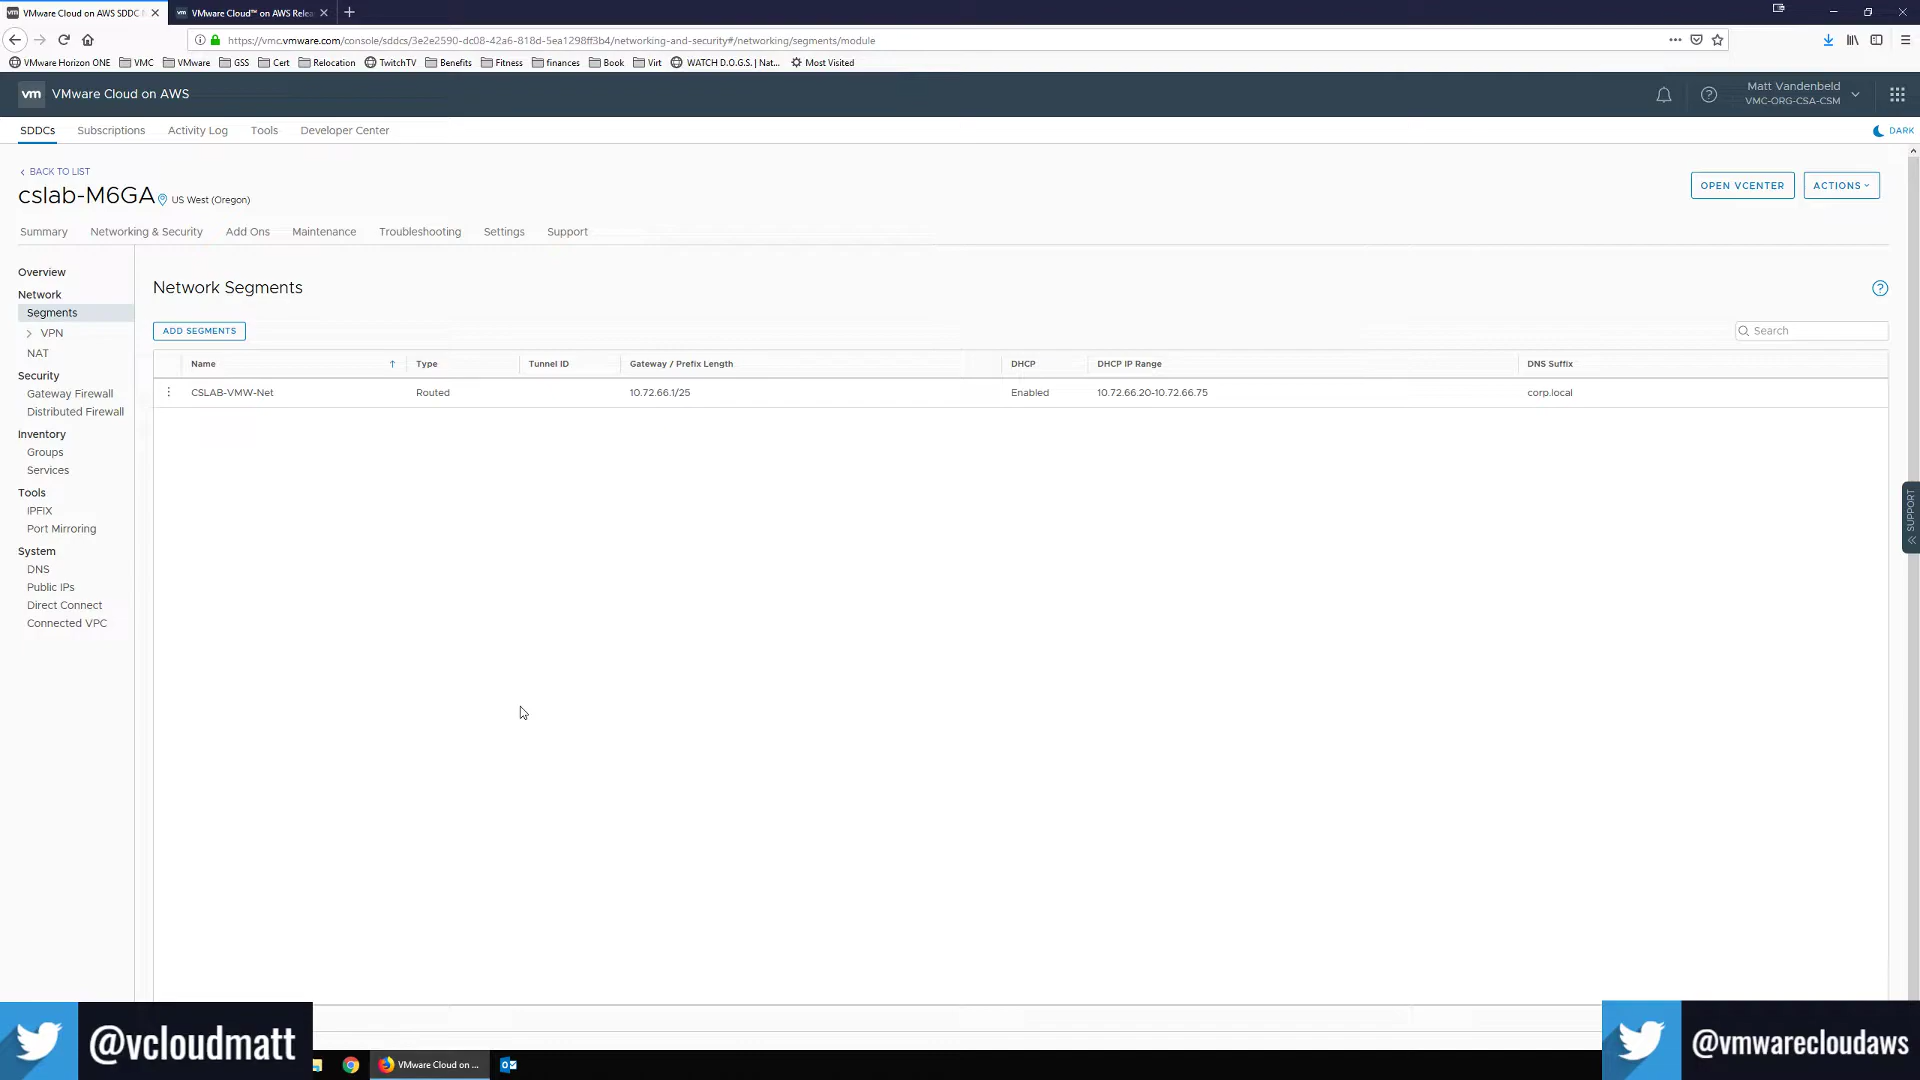 VMware Cloud on AWS SDDC
VMware Cloud™ on AWS Relea
https://vmc.vmware.com/console/sddcs/3e2e2590-dc08-42a6-818d-5ea1298ff3b4/networking-and-security#/networking/segments/module
VMware Horizon ONE VMC VMware GSS Cert Relocation TwitchTV Benefits Fitness finances Book Virt WATCH D.O.G.S. | Nat... Most Visited
vm VMware Cloud on AWS
Matt Vandenbeld
VMC-ORG-CSA-CSM
SDDCs Subscriptions Activity Log Tools Developer Center DARK
BACK TO LIST
cslab-M6GA US West (Oregon)
OPEN VCENTER ACTIONS
Summary Networking & Security Add Ons Maintenance Troubleshooting Settings Support
Overview
Network
Segments
VPN
NAT
Security
Gateway Firewall
Distributed Firewall
Inventory
Groups
Services
Tools
IPFIX
Port Mirroring
System
DNS
Public IPs
Direct Connect
Connected VPC
Network Segments
ADD SEGMENTS Search
Name Type Tunnel ID Gateway / Prefix Length DHCP DHCP IP Range DNS Suffix
CSLAB-VMW-Net Routed 10.72.66.1/25 Enabled 10.72.66.20-10.72.66.75 corp.local
SUPPORT
@vcloudmatt
@vmwarecloudaws
VMware Cloud on ...